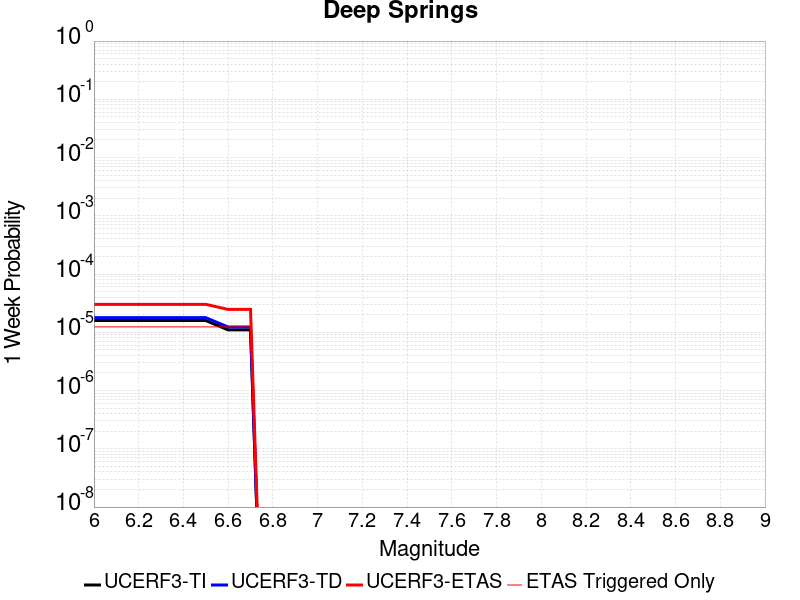 Deep Springs
1 Week Probability
10^0
10^-1
10^-2
10^-3
10^-4
10^-5
10^-6
10^-7
10^-8
6 6.2 6.4 6.6 6.8 7 7.2 7.4 7.6 7.8 8 8.2 8.4 8.6 8.8 9
Magnitude
UCERF3-TI UCERF3-TD UCERF3-ETAS ETAS Triggered Only